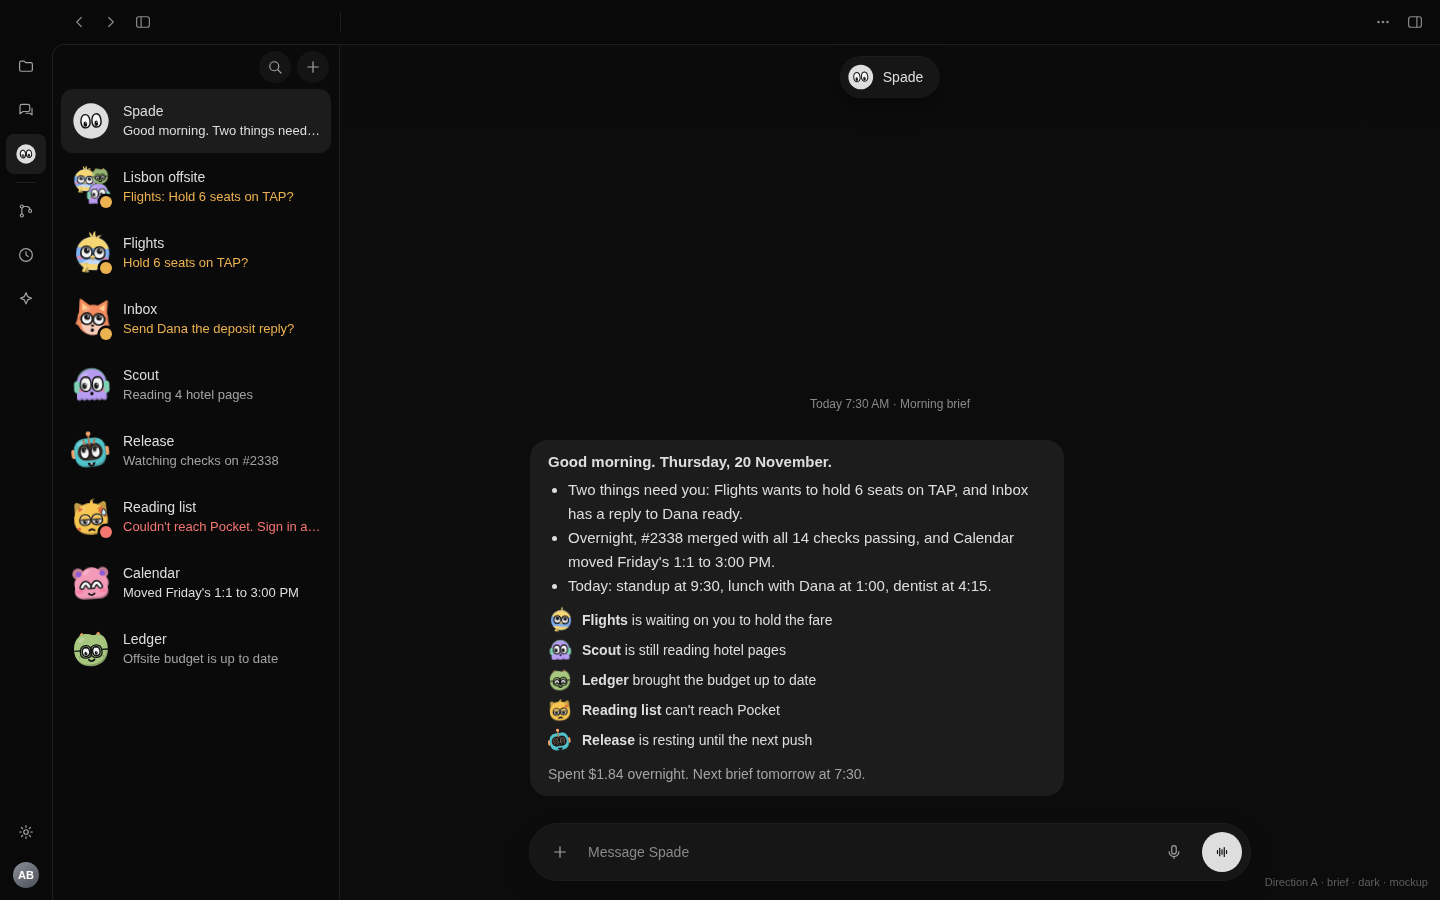 Spade
Good morning. Two things need…
Lisbon offsite
Flights: Hold 6 seats on TAP?
Flights
Hold 6 seats on TAP?
Inbox
Send Dana the deposit reply?
Scout
Reading 4 hotel pages
Release
Watching checks on #2338
Reading list
Couldn't reach Pocket. Sign in a…
Calendar
Moved Friday's 1:1 to 3:00 PM
Ledger
Offsite budget is up to date
AB
Spade
Today 7:30 AM · Morning brief
Good morning. Thursday, 20 November.
• Two things need you: Flights wants to hold 6 seats on TAP, and Inbox
has a reply to Dana ready.
• Overnight, #2338 merged with all 14 checks passing, and Calendar
moved Friday's 1:1 to 3:00 PM.
• Today: standup at 9:30, lunch with Dana at 1:00, dentist at 4:15.
Flights is waiting on you to hold the fare
Scout is still reading hotel pages
Ledger brought the budget up to date
Reading list can't reach Pocket
Release is resting until the next push
Spent $1.84 overnight. Next brief tomorrow at 7:30.
Message Spade
Direction A · brief · dark · mockup